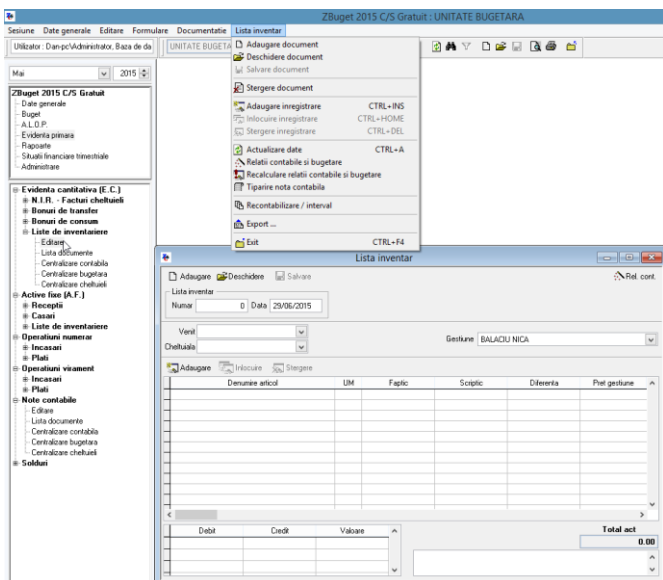 ZBuget 2015 C/S Gratuit : UNITATE BUGETARA
Sesiune Date generale Editare Formulare Documentatie Lista inventar
Utilizator : Dan-pc\Administrator, Baza de da
UNITATE BUGETA
Adaugare document
Deschidere document
Salvare document
Stergere document
Adaugare inregistrare CTRL+INS
Inlocuire inregistrare CTRL+HOME
Stergere inregistrare CTRL+DEL
Actualizare date CTRL+A
Relatii contabile si bugetare
Recalculare relatii contabile si bugetare
Tiparire nota contabila
Recontabilizare / interval
Export ...
Exit CTRL+F4
Mai 2015
ZBuget 2015 C/S Gratuit
Date generale
Buget
A.L.O.P.
Evidenta primara
Rapoarte
Situatii financiare trimestriale
Administrare
Evidenta cantitativa (E.C.)
N.I.R. - Facturi cheltuieli
Bonuri de transfer
Bonuri de consum
Liste de inventariere
Editare
Lista documente
Centralizare contabila
Centralizare bugetara
Centralizare cheltuieli
Active fixe (A.F.)
Receptii
Casari
Liste de inventariere
Operatiuni numerar
Incasari
Plati
Operatiuni virament
Incasari
Plati
Note contabile
Editare
Lista documente
Centralizare contabila
Centralizare bugetara
Centralizare cheltuieli
Solduri
Lista inventar
Adaugare Deschidere Salvare Rel. cont.
Lista inventar
Numar 0 Data 29/06/2015
Venit
Cheltuiala
Gestiune BALACIU NICA
Adaugare Inlocuire Stergere
Denumire articol UM Faptic Scriptic Diferenta Pret gestiune
Debit Credit Valoare
Total act
0.00